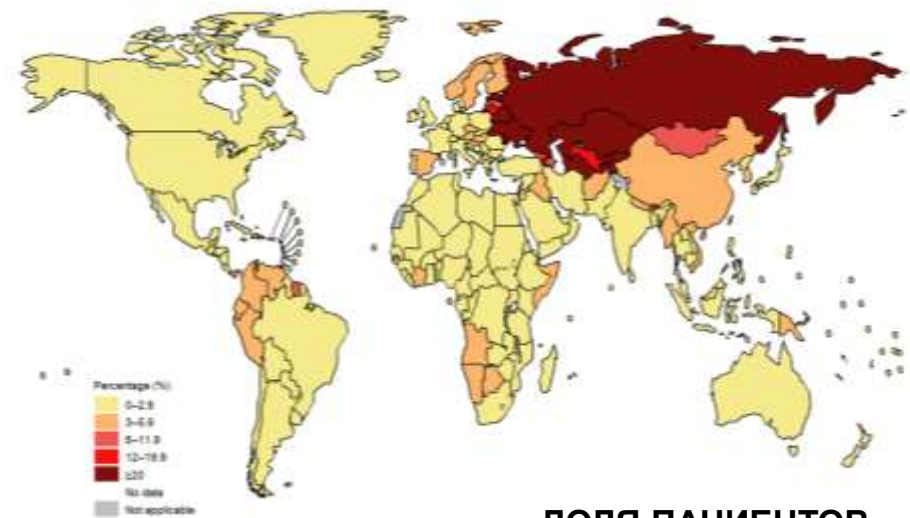 Percentage (%)
0–2.9
3–5.9
6–11.9
12–19.9
≥20
No data
Not applicable
ДОЛЯ ПАЦИЕНТОВ